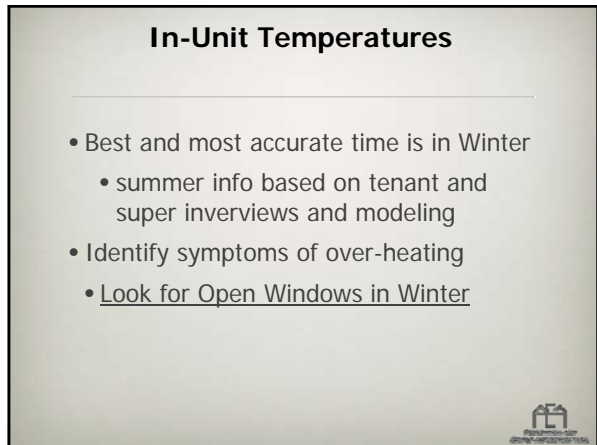 In-Unit Temperatures
• Best and most accurate time is in Winter
• summer info based on tenant and
super inverviews and modeling
• Identify symptoms of over-heating
• Look for Open Windows in Winter